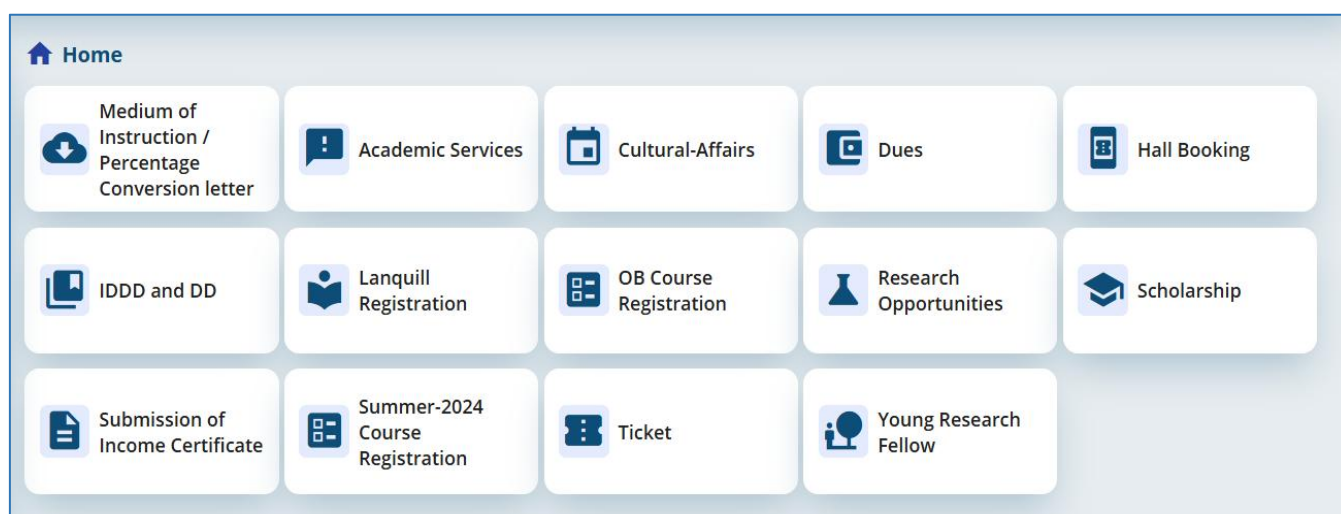 Home
Medium of
Instruction /
Percentage
Conversion letter
Academic Services
Cultural-Affairs
Dues
Hall Booking
IDDD and DD
Lanquill
Registration
OB Course
Registration
Research
Opportunities
Scholarship
Submission of
Income Certificate
Summer-2024
Course
Registration
Ticket
Young Research
Fellow